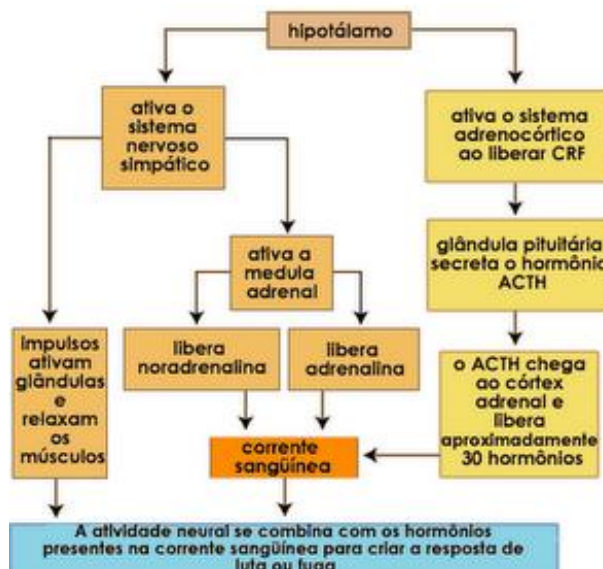 hipotálamo
ativa o
sistema
nervoso
simpático
ativa o sistema
adrenocórtico
ao liberar CRF
ativa a
medula
adrenal
glândula pituitária
secreta o hormônio
ACTH
impulsos
ativam
glândulas
e
relaxam
os
músculos
libera
noradrenalina
libera
adrenalina
o ACTH chega
ao córtex
adrenal e
libera
aproximadamente
30 hormônios
corrente
sangüínea
A atividade neural se combina com os hormônios
presentes na corrente sangüínea para criar a resposta de
luta ou fuga